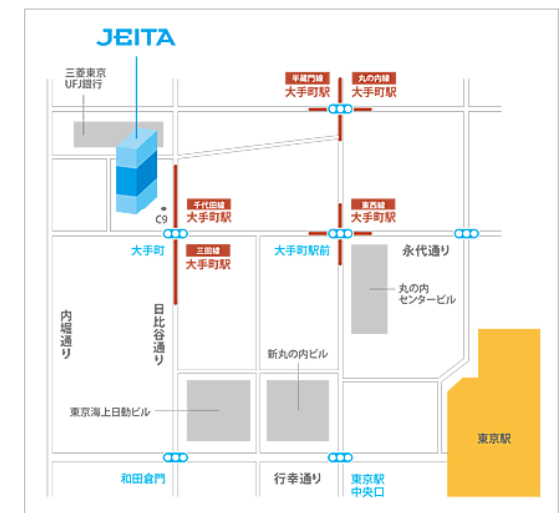 JEITA
三菱東京
UFJ銀行
半蔵門線
大手町駅
丸の内線
大手町駅
C9
千代田線
大手町駅
東西線
大手町駅
大手町
三田線
大手町駅
大手町駅前
永代通り
丸の内
センタービル
内堀通り
日比谷通り
新丸の内ビル
東京海上日動ビル
東京駅
和田倉門
行幸通り
東京駅
中央口